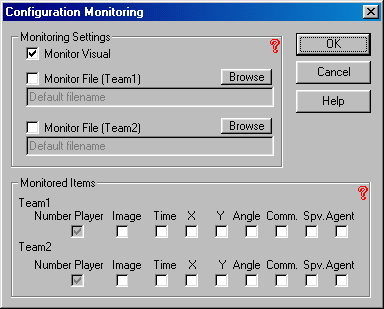 Configuration Monitoring
Monitoring Settings
Monitor Visual
Monitor File (Team1)
Browse
Default filename
Monitor File (Team2)
Browse
Default filename
OK
Cancel
Help
Monitored Items
Team1
Number Player Image Time X Y Angle Comm. Spv. Agent
Team2
Number Player Image Time X Y Angle Comm. Spv. Agent